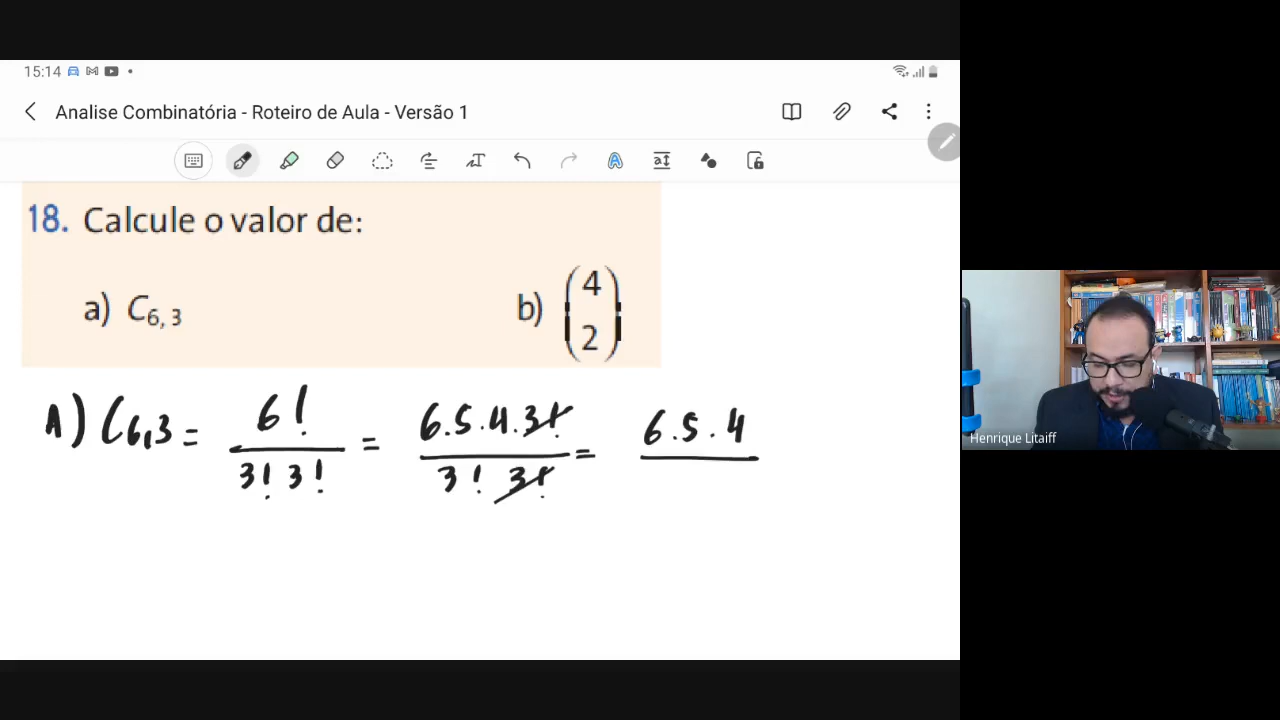 15:14
Analise Combinatória - Roteiro de Aula - Versão 1
18. Calcule o valor de:
a) C6, 3 b) (4
2)
A) C6,3 = 6! / 3! 3! = 6.5.4.3! / 3! 3! = 6.5.4
Henrique Litaiff